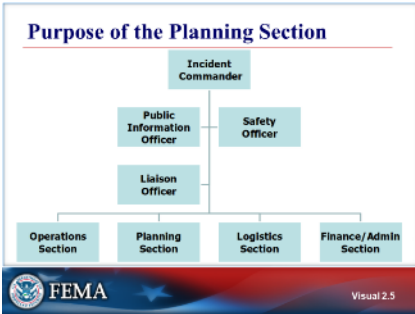 Purpose of the Planning Section
Incident
Commander
Public
Information
Officer
Safety
Officer
Liaison
Officer
Operations
Section
Planning
Section
Logistics
Section
Finance/Admin
Section
FEMA
Visual 2.5